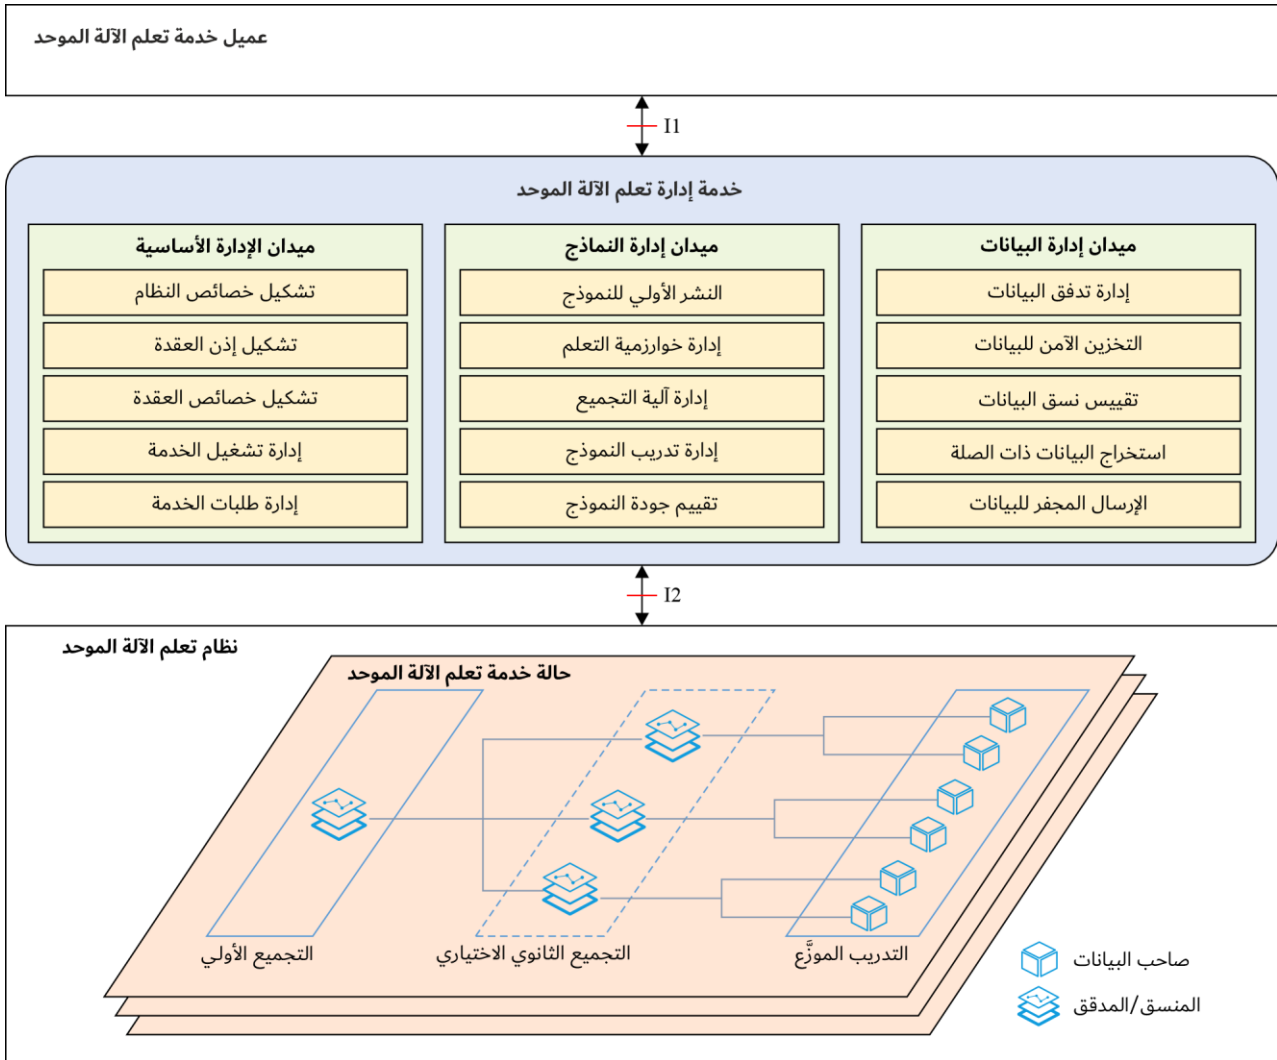 عميل خدمة تعلم الآلة الموحد
I1
خدمة إدارة تعلم الآلة الموحد
ميدان إدارة البيانات
إدارة تدفق البيانات
التخزين الآمن للبيانات
تقييس نسق البيانات
استخراج البيانات ذات الصلة
الإرسال المجفر للبيانات
ميدان إدارة النماذج
النشر الأولي للنموذج
إدارة خوارزمية التعلم
إدارة آلية التجميع
إدارة تدريب النموذج
تقييم جودة النموذج
ميدان الإدارة الأساسية
تشكيل خصائص النظام
تشكيل إذن العقدة
تشكيل خصائص العقدة
إدارة تشغيل الخدمة
إدارة طلبات الخدمة
I2
نظام تعلم الآلة الموحد
حالة خدمة تعلم الآلة الموحد
التدريب الموزَّع
التجميع الثانوي الاختياري
التجميع الأولي
صاحب البيانات
المنسق/المدقق